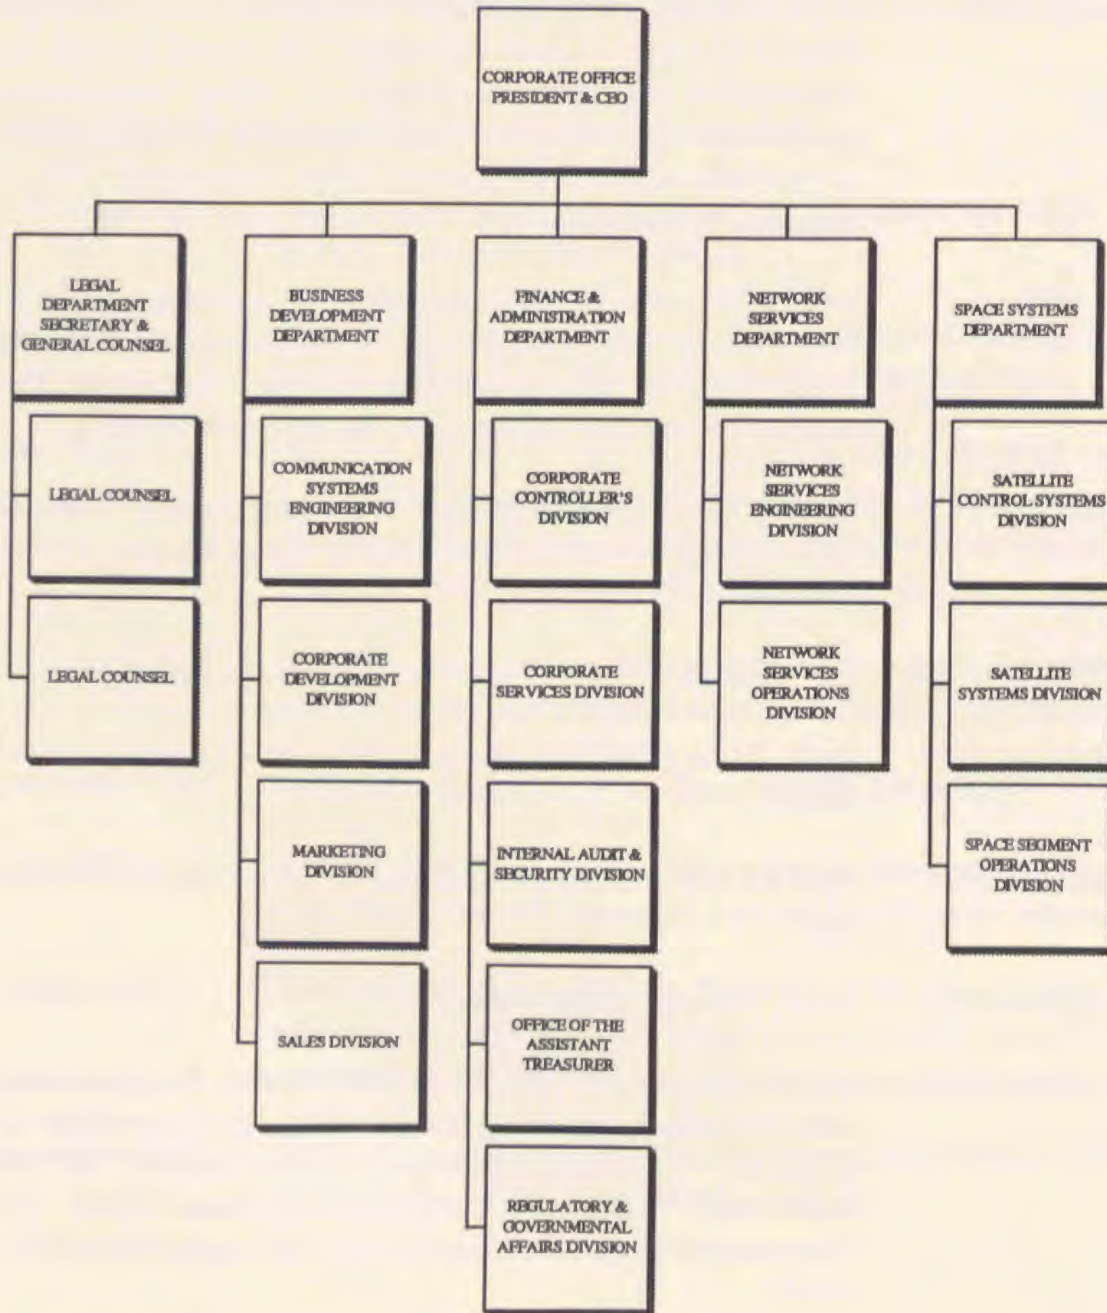 CORPORATE OFFICE
PRESIDENT & CEO
LEGAL
DEPARTMENT
SECRETARY &
GENERAL COUNSEL
BUSINESS
DEVELOPMENT
DEPARTMENT
FINANCE &
ADMINISTRATION
DEPARTMENT
NETWORK
SERVICES
DEPARTMENT
SPACE SYSTEMS
DEPARTMENT
LEGAL COUNSEL
COMMUNICATION
SYSTEMS
ENGINEERING
DIVISION
CORPORATE
CONTROLLER'S
DIVISION
NETWORK
SERVICES
ENGINEERING
DIVISION
SATELLITE
CONTROL SYSTEMS
DIVISION
LEGAL COUNSEL
CORPORATE
DEVELOPMENT
DIVISION
CORPORATE
SERVICES DIVISION
NETWORK
SERVICES
OPERATIONS
DIVISION
SATELLITE
SYSTEMS DIVISION
MARKETING
DIVISION
INTERNAL AUDIT &
SECURITY DIVISION
SPACE SEGMENT
OPERATIONS
DIVISION
SALES DIVISION
OFFICE OF THE
ASSISTANT
TREASURER
REGULATORY &
GOVERNMENTAL
AFFAIRS DIVISION